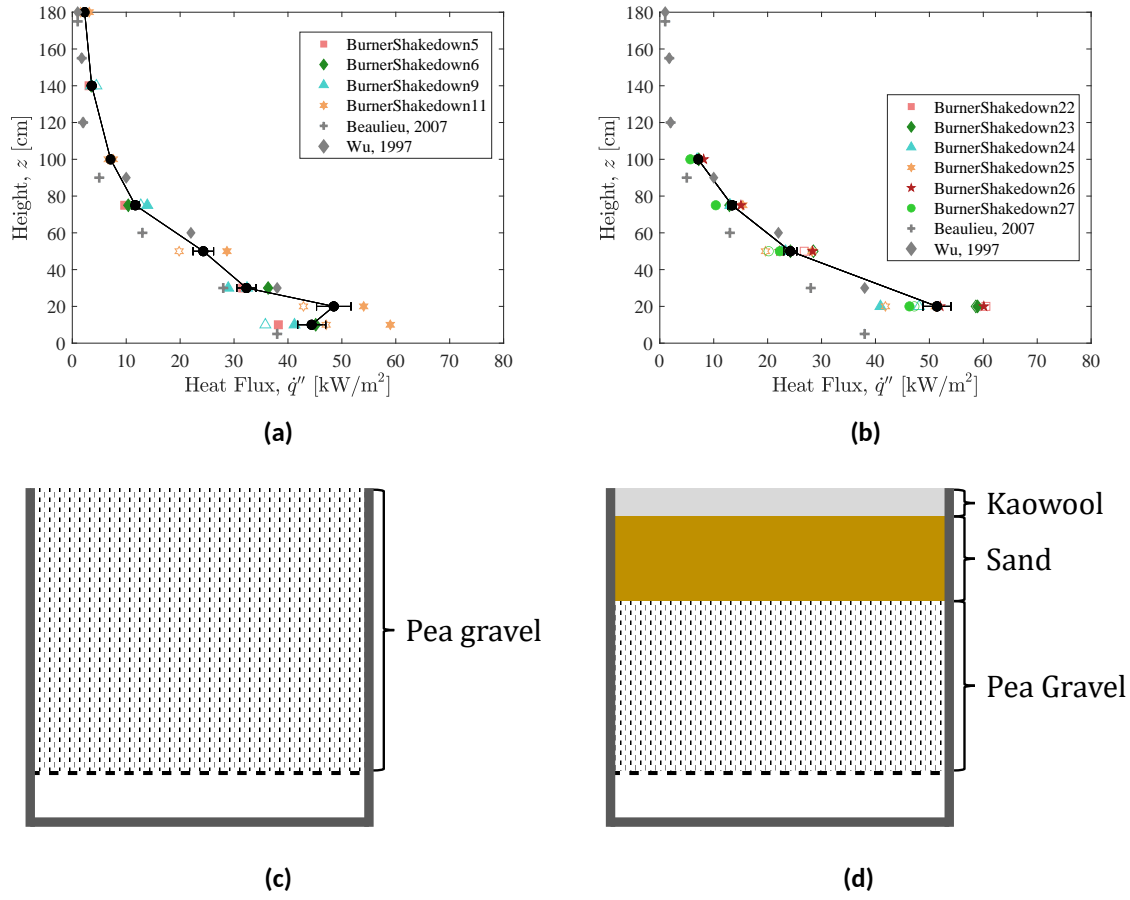 180
160
140
120
100
80
60
40
20
0
Height, z [cm]
0 10 20 30 40 50 60 70 80
Heat Flux, q̇″ [kW/m²]
BurnerShakedown5
BurnerShakedown6
BurnerShakedown9
BurnerShakedown11
Beaulieu, 2007
Wu, 1997
(a)
180
160
140
120
100
80
60
40
20
0
Height, z [cm]
0 10 20 30 40 50 60 70 80
Heat Flux, q̇″ [kW/m²]
BurnerShakedown22
BurnerShakedown23
BurnerShakedown24
BurnerShakedown25
BurnerShakedown26
BurnerShakedown27
Beaulieu, 2007
Wu, 1997
(b)
Pea gravel
(c)
Kaowool
Sand
Pea Gravel
(d)